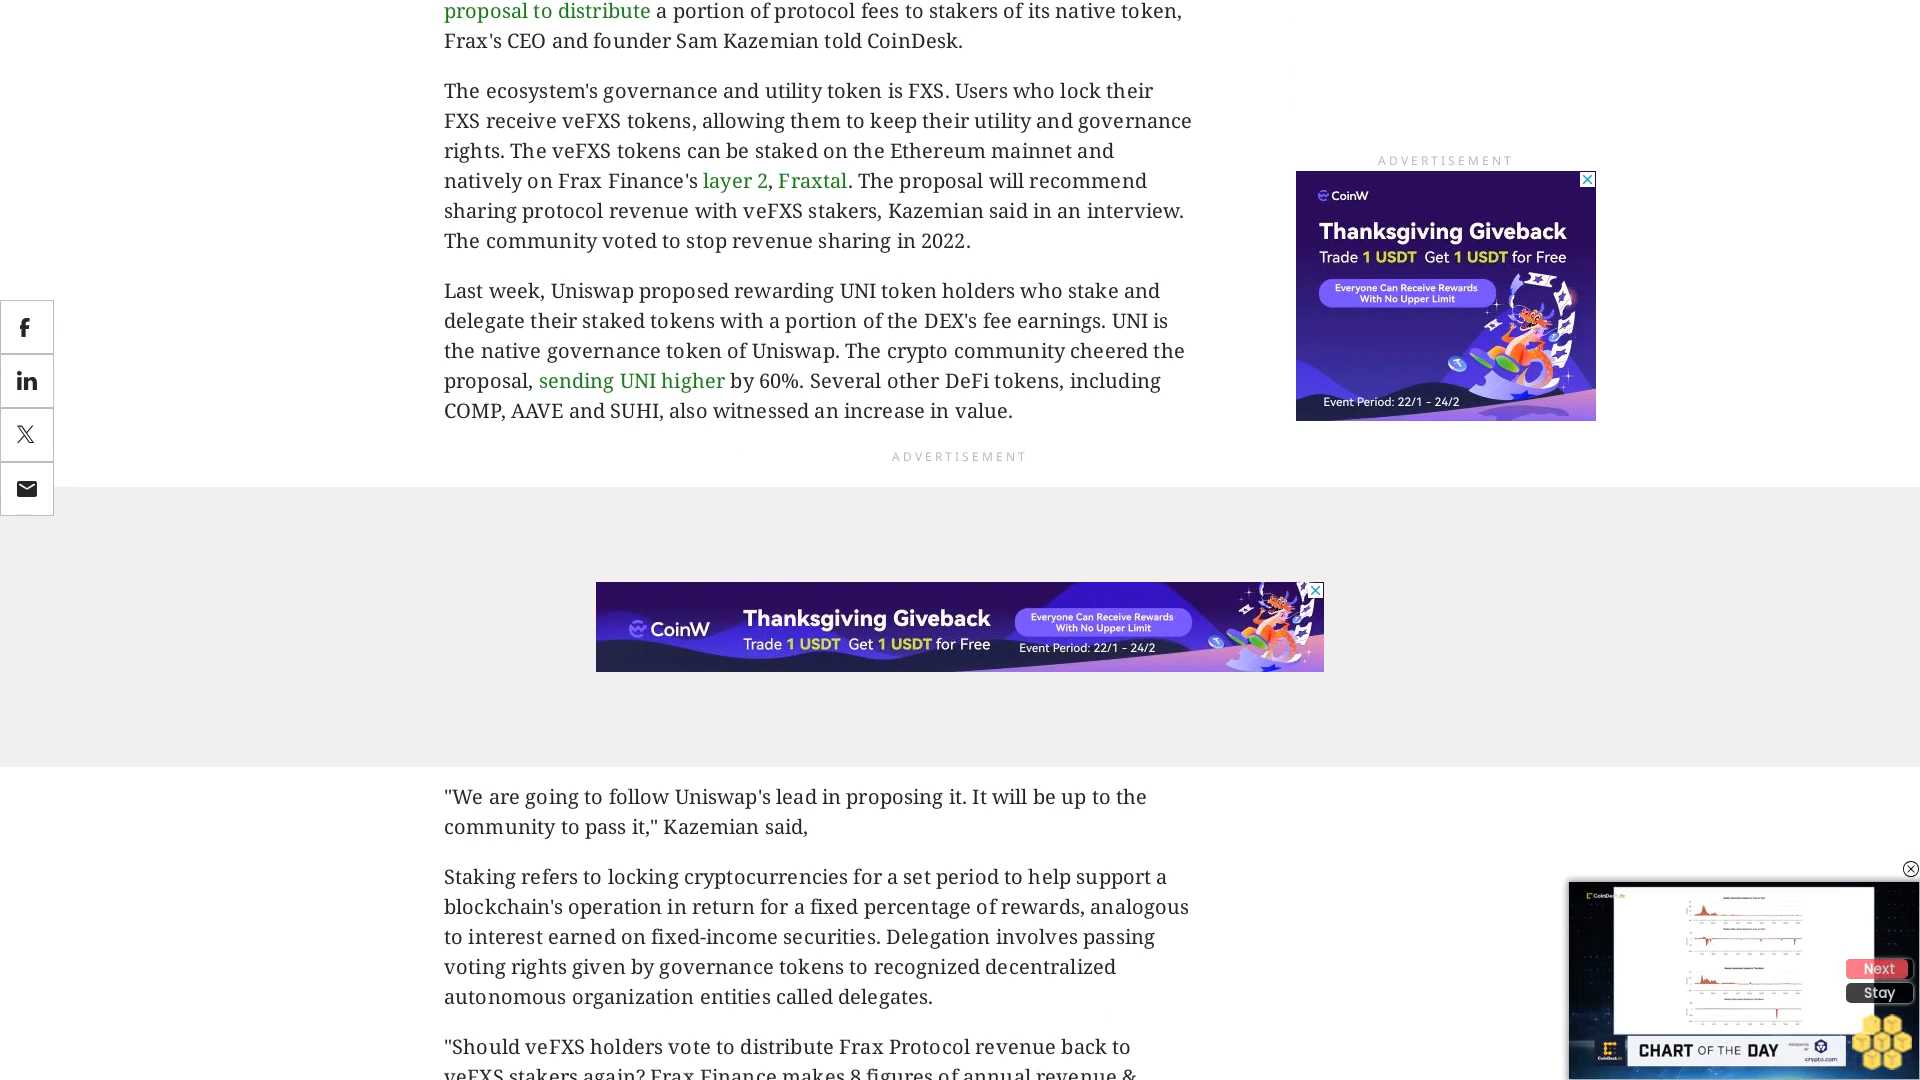 proposal to distribute a portion of protocol fees to stakers of its native token,
Frax's CEO and founder Sam Kazemian told CoinDesk.
The ecosystem's governance and utility token is FXS. Users who lock their
FXS receive veFXS tokens, allowing them to keep their utility and governance
rights. The veFXS tokens can be staked on the Ethereum mainnet and
natively on Frax Finance's layer 2, Fraxtal. The proposal will recommend
sharing protocol revenue with veFXS stakers, Kazemian said in an interview.
The community voted to stop revenue sharing in 2022.
Last week, Uniswap proposed rewarding UNI token holders who stake and
delegate their staked tokens with a portion of the DEX's fee earnings. UNI is
the native governance token of Uniswap. The crypto community cheered the
proposal, sending UNI higher by 60%. Several other DeFi tokens, including
COMP, AAVE and SUHI, also witnessed an increase in value.
ADVERTISEMENT
CoinW
Thanksgiving Giveback
Trade 1 USDT Get 1 USDT for Free
Everyone Can Receive Rewards
With No Upper Limit
Event Period: 22/1 - 24/2
ADVERTISEMENT
CoinW
Thanksgiving Giveback
Trade 1 USDT Get 1 USDT for Free
Everyone Can Receive Rewards
With No Upper Limit
Event Period: 22/1 - 24/2
"We are going to follow Uniswap's lead in proposing it. It will be up to the
community to pass it," Kazemian said,
Staking refers to locking cryptocurrencies for a set period to help support a
blockchain's operation in return for a fixed percentage of rewards, analogous
to interest earned on fixed-income securities. Delegation involves passing
voting rights given by governance tokens to recognized decentralized
autonomous organization entities called delegates.
"Should veFXS holders vote to distribute Frax Protocol revenue back to
veFXS stakers again? Frax Finance makes 8 figures of annual revenue &
Next
Stay
CHART OF THE DAY
crypto.com